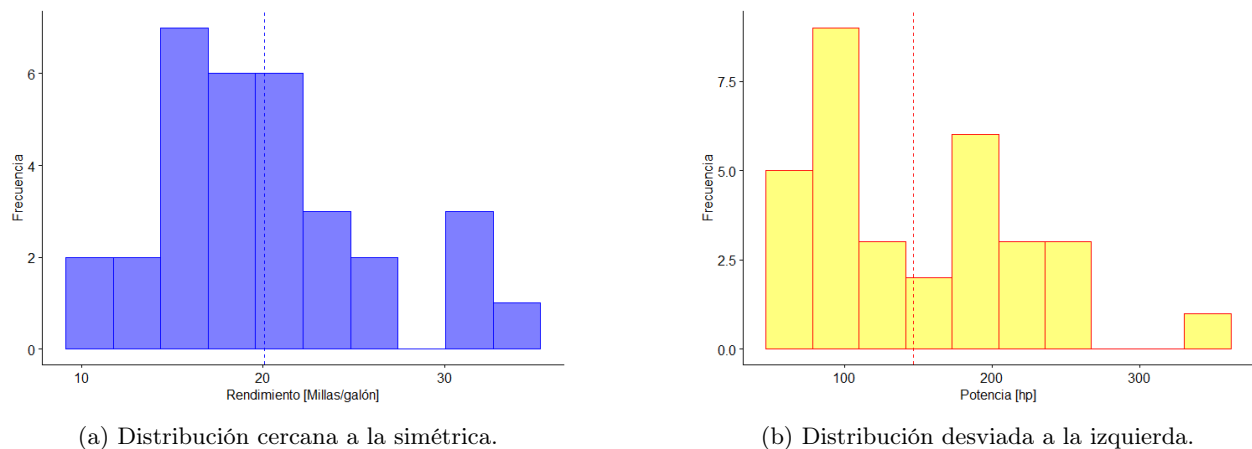 Frecuencia
6
4
2
0
10 20 30
Rendimiento [Millas/galón]
(a) Distribución cercana a la simétrica.
Frecuencia
7.5
5.0
2.5
0.0
100 200 300
Potencia [hp]
(b) Distribución desviada a la izquierda.